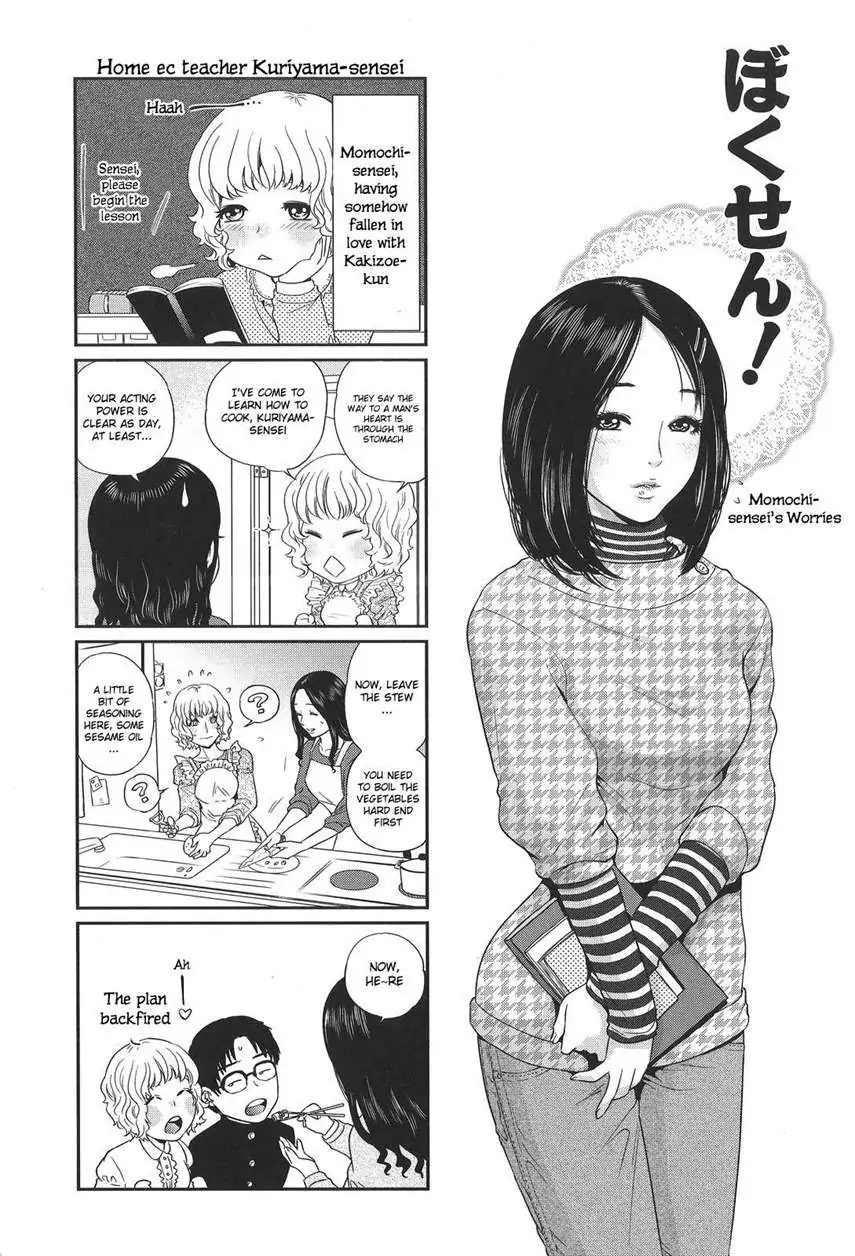 ぼくせん!
Momochi-
sensei's Worries
Home ec teacher Kuriyama-sensei
Momochi-
sensei,
having
somehow
fallen in
love with
Kakizoe-
kun
Haah
Sensei,
please
begin the
lesson
THEY SAY THE
WAY TO A MAN'S
HEART IS
THROUGH THE
STOMACH
I'VE COME TO
LEARN HOW TO
COOK, KURIYAMA-
SENSEI
YOUR ACTING
POWER IS
CLEAR AS DAY,
AT LEAST...
NOW, LEAVE
THE STEW
...
YOU NEED
TO BOIL THE
VEGETABLES
HARD END
FIRST
?
A LITTLE
BIT OF
SEASONING
HERE, SOME
SESAME OIL
...
?
NOW,
HE~RE
Ah
The plan
backfired